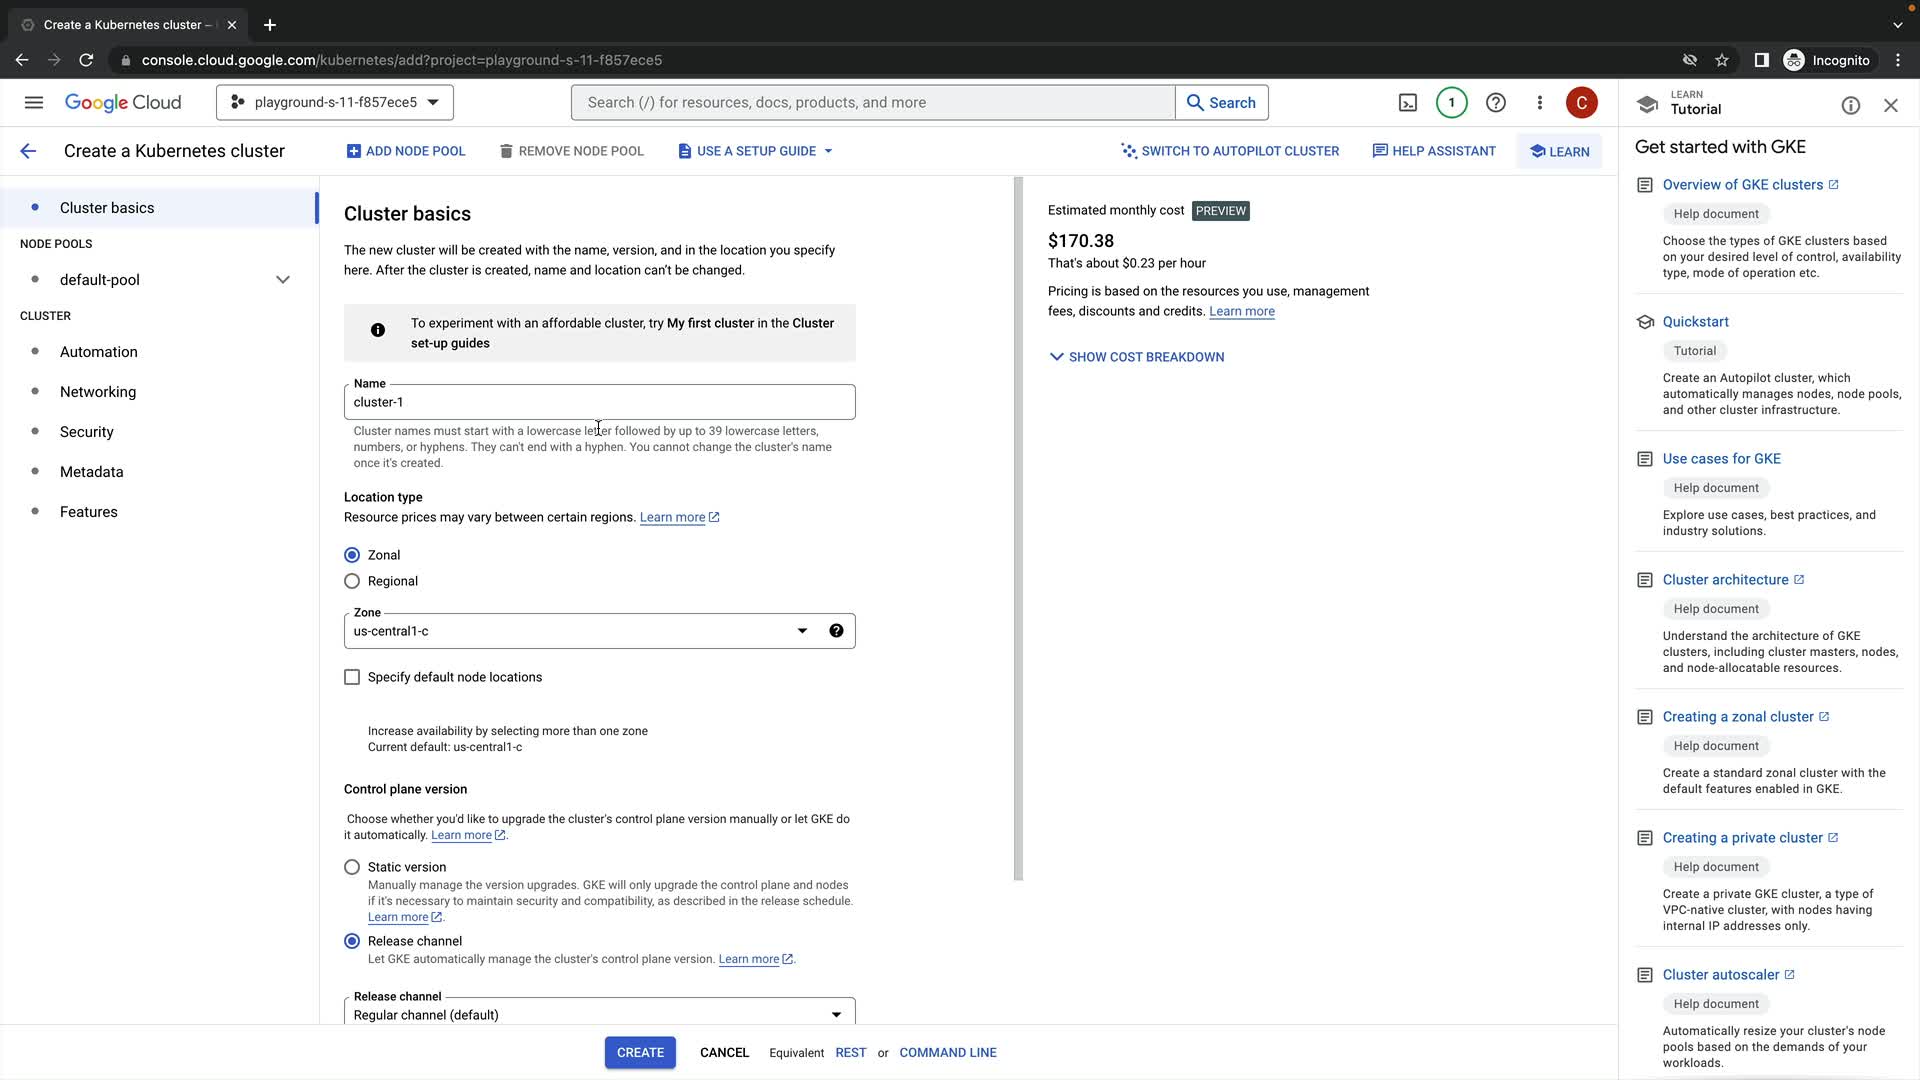 Create a Kubernetes cluster –
console.cloud.google.com/kubernetes/add?project=playground-s-11-f857ece5
Incognito
Google Cloud
playground-s-11-f857ece5
Search (/) for resources, docs, products, and more
Search
1
C
LEARN
Tutorial
Create a Kubernetes cluster
ADD NODE POOL
REMOVE NODE POOL
USE A SETUP GUIDE
SWITCH TO AUTOPILOT CLUSTER
HELP ASSISTANT
LEARN
Cluster basics
NODE POOLS
default-pool
CLUSTER
Automation
Networking
Security
Metadata
Features
Cluster basics
The new cluster will be created with the name, version, and in the location you specify
here. After the cluster is created, name and location can't be changed.
To experiment with an affordable cluster, try My first cluster in the Cluster
set-up guides
Name
cluster-1
Cluster names must start with a lowercase letter followed by up to 39 lowercase letters,
numbers, or hyphens. They can't end with a hyphen. You cannot change the cluster's name
once it's created.
Location type
Resource prices may vary between certain regions. Learn more
Zonal
Regional
Zone
us-central1-c
Specify default node locations
Increase availability by selecting more than one zone
Current default: us-central1-c
Control plane version
Choose whether you'd like to upgrade the cluster's control plane version manually or let GKE do
it automatically. Learn more.
Static version
Manually manage the version upgrades. GKE will only upgrade the control plane and nodes
if it's necessary to maintain security and compatibility, as described in the release schedule.
Learn more.
Release channel
Let GKE automatically manage the cluster's control plane version. Learn more.
Release channel
Regular channel (default)
CREATE
CANCEL
Equivalent REST or COMMAND LINE
Estimated monthly cost PREVIEW
$170.38
That's about $0.23 per hour
Pricing is based on the resources you use, management
fees, discounts and credits. Learn more
SHOW COST BREAKDOWN
Get started with GKE
Overview of GKE clusters
Help document
Choose the types of GKE clusters based
on your desired level of control, availability
type, mode of operation etc.
Quickstart
Tutorial
Create an Autopilot cluster, which
automatically manages nodes, node pools,
and other cluster infrastructure.
Use cases for GKE
Help document
Explore use cases, best practices, and
industry solutions.
Cluster architecture
Help document
Understand the architecture of GKE
clusters, including cluster masters, nodes,
and node-allocatable resources.
Creating a zonal cluster
Help document
Create a standard zonal cluster with the
default features enabled in GKE.
Creating a private cluster
Help document
Create a private GKE cluster, a type of
VPC-native cluster, with nodes having
internal IP addresses only.
Cluster autoscaler
Help document
Automatically resize your cluster's node
pools based on the demands of your
workloads.